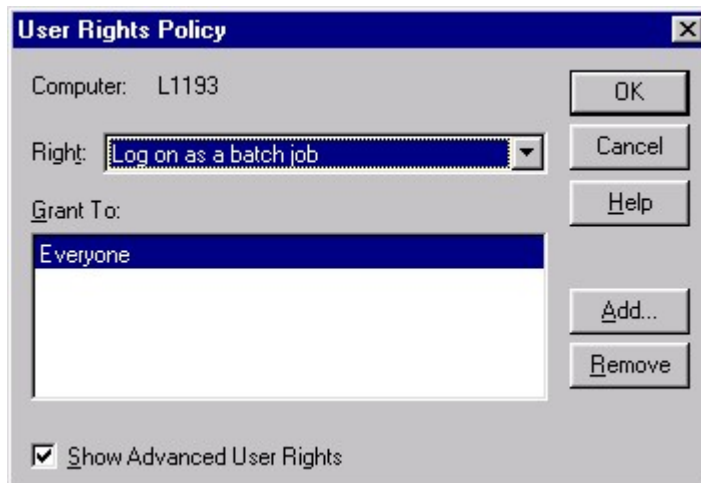 User Rights Policy
Computer: L1193
Right: Log on as a batch job
Grant To:
Everyone
Show Advanced User Rights
OK
Cancel
Help
Add...
Remove